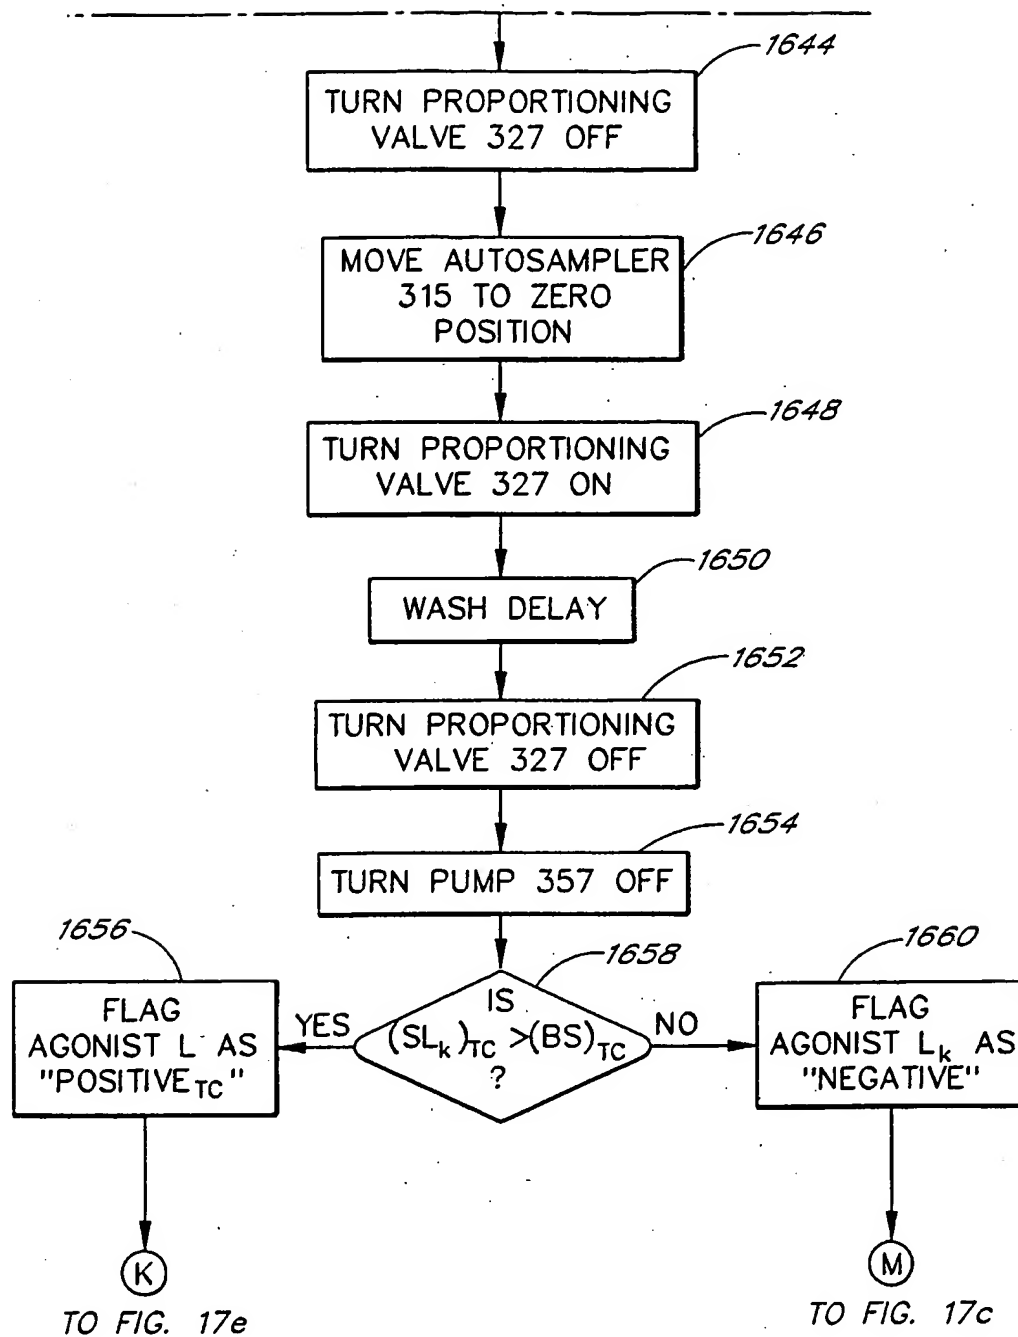 1644
TURN PROPORTIONING
VALVE 327 OFF
1646
MOVE AUTOSAMPLER
315 TO ZERO
POSITION
1648
TURN PROPORTIONING
VALVE 327 ON
1650
WASH DELAY
1652
TURN PROPORTIONING
VALVE 327 OFF
1654
TURN PUMP 357 OFF
1656
FLAG
AGONIST L AS
"POSITIVE TC"
YES
1658
IS
(SLk)TC >(BS)TC
?
NO
1660
FLAG
AGONIST Lk AS
"NEGATIVE"
K
TO FIG. 17e
M
TO FIG. 17c